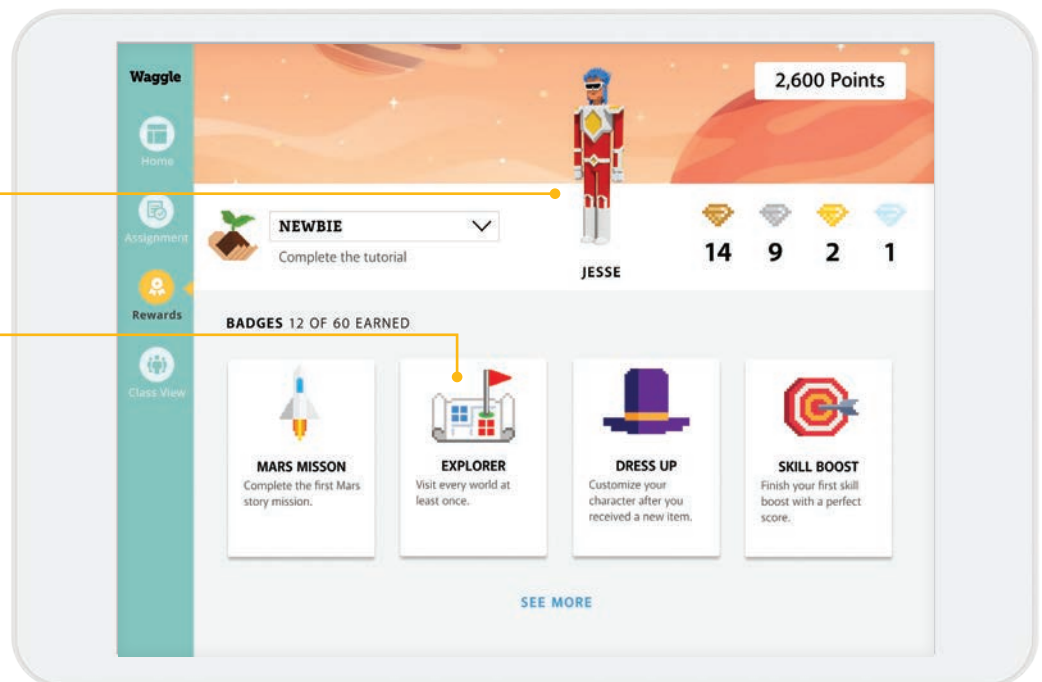 Waggle
2,600 Points
Home
Assignment
NEWBIE
Complete the tutorial
JESSE
14 9 2 1
Rewards
BADGES 12 OF 60 EARNED
Class View
MARS MISSON
Complete the first Mars
story mission.
EXPLORER
Visit every world at
least once.
DRESS UP
Customize your
character after you
received a new item.
SKILL BOOST
Finish your first skill
boost with a perfect
score.
SEE MORE